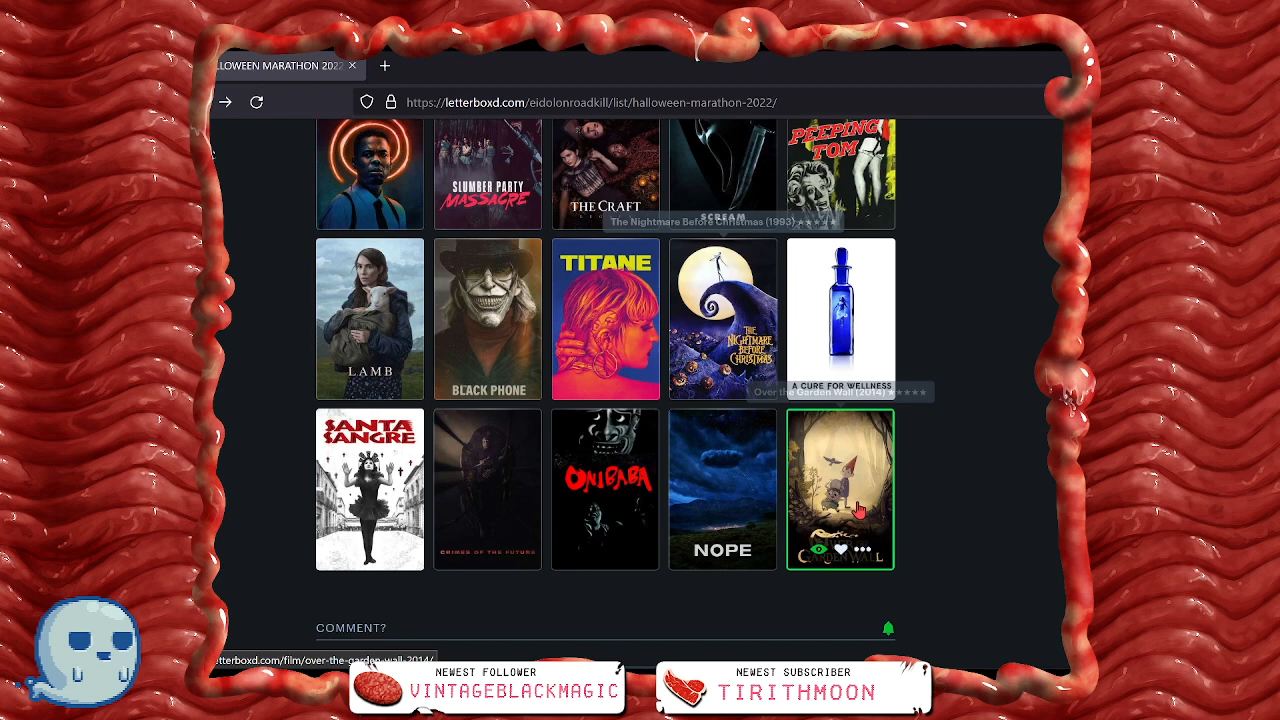 LLOWEEN MARATHON 2022
https://letterboxd.com/eidolonroadkill/list/halloween-marathon-2022/
SLUMBER PARTY
MASSACRE
THE CRAFT
SCREAM
PEEPING
TOM
The Nightmare Before Christmas (1993) ★★★★★
LAMB
BLACK PHONE
TITANE
THE
NIGHTMARE
BEFORE
CHRISTMAS
A CURE FOR WELLNESS
Over the Garden Wall (2014) ★★★★★
SANTA
SANGRE
CRIMES OF THE FUTURE
ONIBABA
NOPE
GARDEN WALL
COMMENT?
etterboxd.com/film/over-the-garden-wall-2014/
NEWEST FOLLOWER
VINTAGEBLACKMAGIC
NEWEST SUBSCRIBER
TIRITHMOON